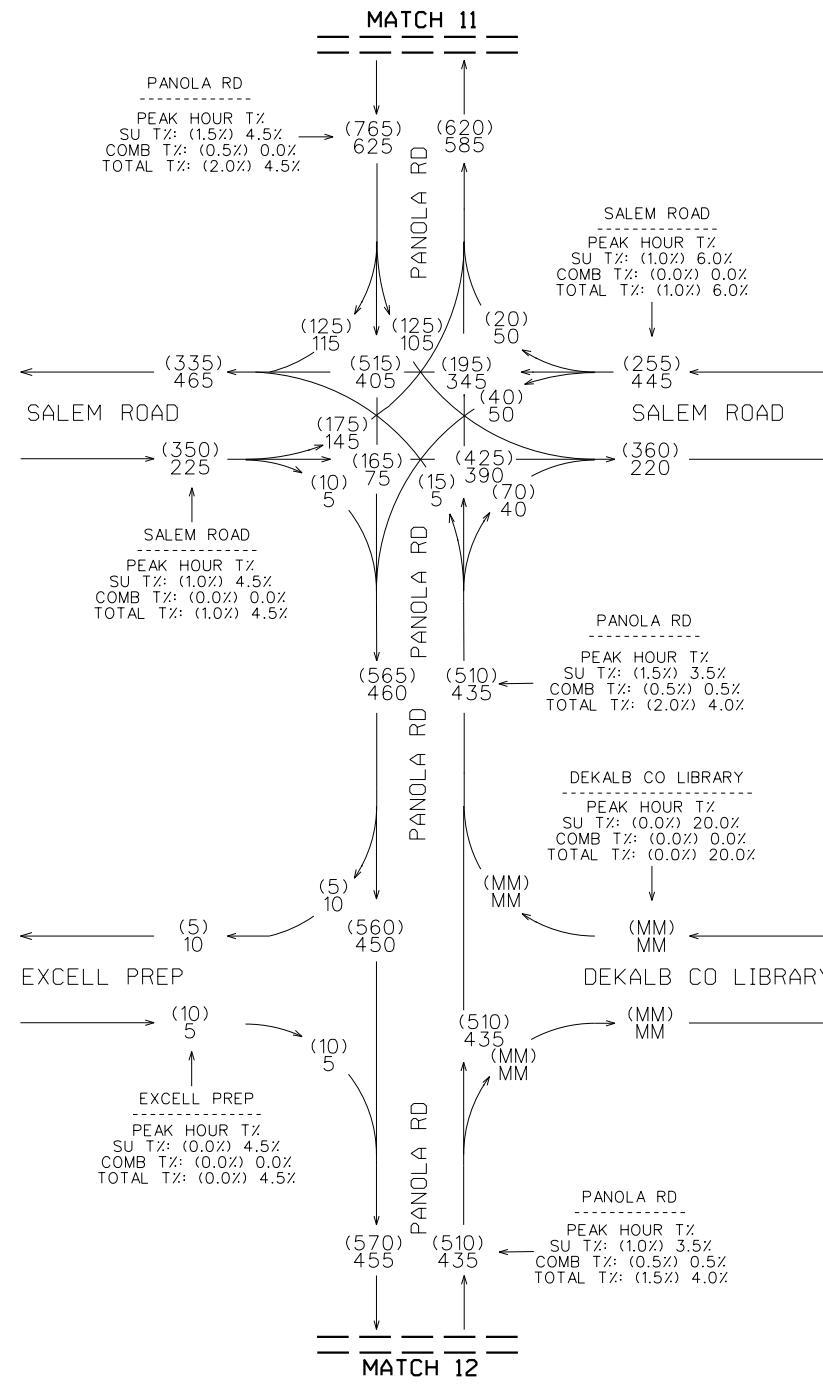 MATCH 11
PANOLA RD
PEAK HOUR T%
SU T%: (1.5%) 4.5%
COMB T%: (0.5%) 0.0%
TOTAL T%: (2.0%) 4.5%
(765)
625
(620)
585
PANOLA RD
SALEM ROAD
PEAK HOUR T%
SU T%: (1.0%) 6.0%
COMB T%: (0.0%) 0.0%
TOTAL T%: (1.0%) 6.0%
(125)
115
(125)
105
(20)
50
(335)
465
(515)
405
(195)
345
(255)
445
(40)
50
SALEM ROAD
SALEM ROAD
(175)
145
(350)
225
(165)
75
(425)
390
(360)
220
(10)
5
(15)
5
(70)
40
SALEM ROAD
PEAK HOUR T%
SU T%: (1.0%) 4.5%
COMB T%: (0.0%) 0.0%
TOTAL T%: (1.0%) 4.5%
PANOLA RD
PANOLA RD
PEAK HOUR T%
SU T%: (1.5%) 3.5%
COMB T%: (0.5%) 0.5%
TOTAL T%: (2.0%) 4.0%
(565)
460
(510)
435
PANOLA RD
DEKALB CO LIBRARY
PEAK HOUR T%
SU T%: (0.0%) 20.0%
COMB T%: (0.0%) 0.0%
TOTAL T%: (0.0%) 20.0%
(5)
10
(MM)
MM
(5)
10
(560)
450
(MM)
MM
EXCELL PREP
DEKALB CO LIBRARY
(10)
5
(10)
5
(510)
435
(MM)
MM
(MM)
MM
EXCELL PREP
PEAK HOUR T%
SU T%: (0.0%) 4.5%
COMB T%: (0.0%) 0.0%
TOTAL T%: (0.0%) 4.5%
PANOLA RD
PANOLA RD
PEAK HOUR T%
SU T%: (1.0%) 3.5%
COMB T%: (0.5%) 0.5%
TOTAL T%: (1.5%) 4.0%
(570)
455
(510)
435
MATCH 12